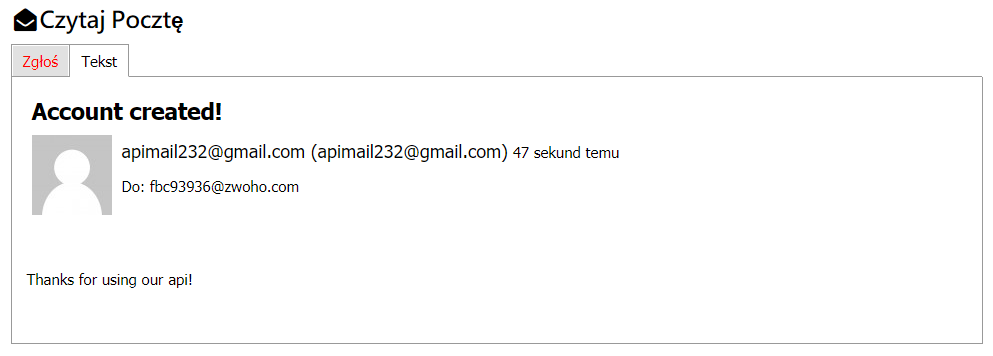 Czytaj Pocztę
Zgłoś Tekst
Account created!
apimail232@gmail.com (apimail232@gmail.com) 47 sekund temu
Do: fbc93936@zwoho.com
Thanks for using our api!